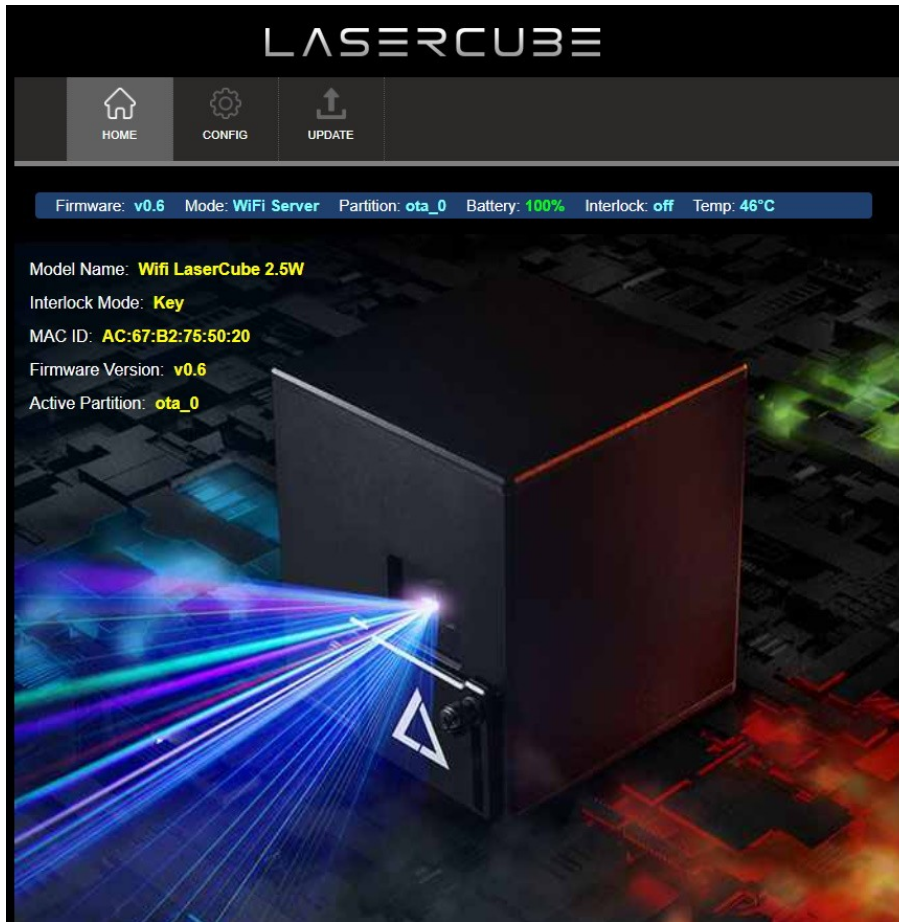 LASERCUBE
HOME CONFIG UPDATE
Firmware: v0.6 Mode: WiFi Server Partition: ota_0 Battery: 100% Interlock: off Temp: 46°C
Model Name: Wifi LaserCube 2.5W
Interlock Mode: Key
MAC ID: AC:67:B2:75:50:20
Firmware Version: v0.6
Active Partition: ota_0